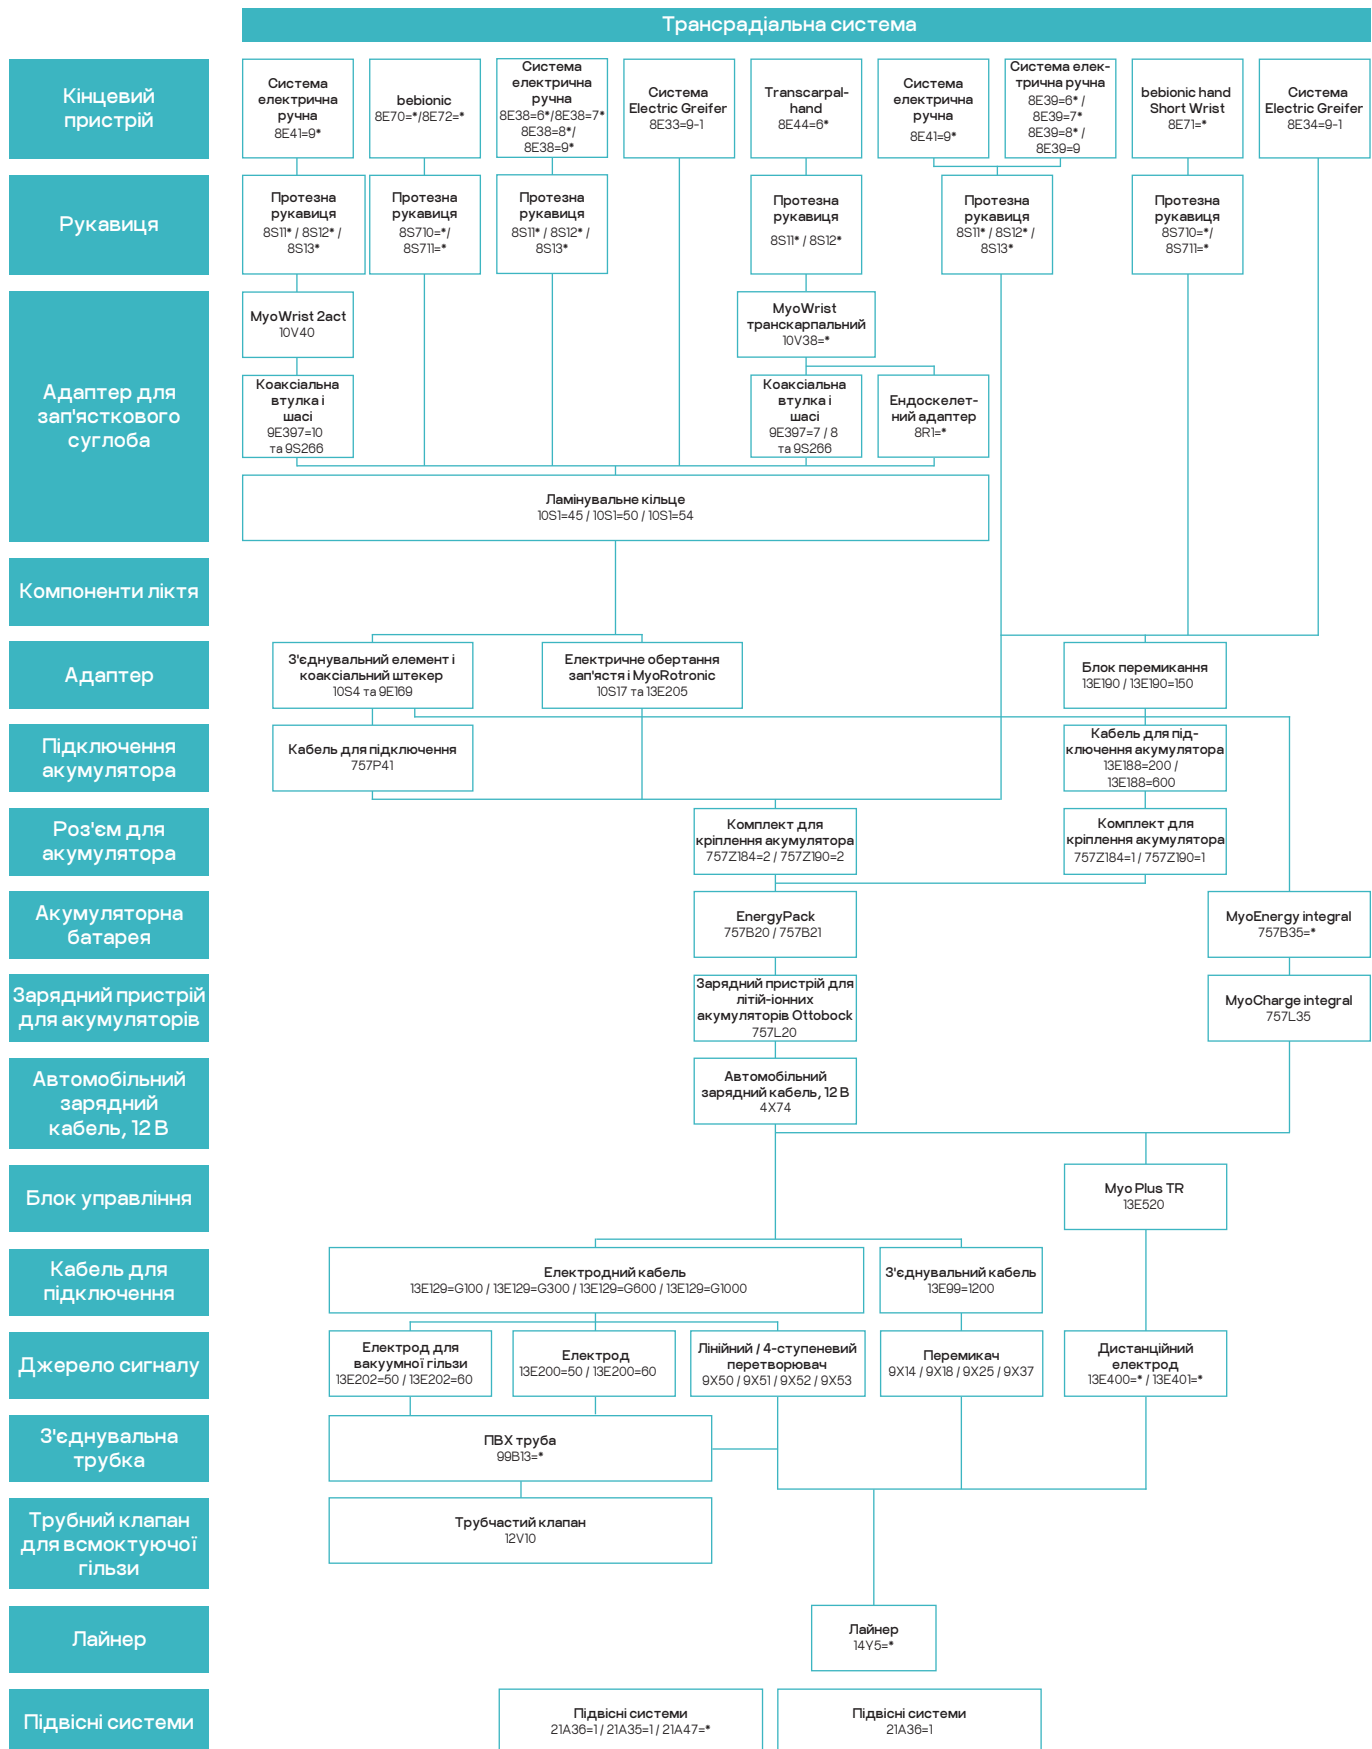 Трансрадіальна система
Кінцевий
пристрій
Система
електрична
ручна
8E41=9*
bebionic
8E70=*/8E72=*
Система
електрична
ручна
8E38=6*/8E38=7*
8E38=8*/
8E38=9*
Система
Electric Greifer
8E33=9-1
Transcarpal-
hand
8E44=6*
Система
електрична
ручна
8E41=9*
Система елек-
трична ручна
8E39=6* /
8E39=7*
8E39=8* /
8E39=9
bebionic hand
Short Wrist
8E71=*
Система
Electric Greifer
8E34=9-1
Рукавиця
Протезна
рукавиця
8S11* / 8S12* /
8S13*
Протезна
рукавиця
8S710=*/
8S711=*
Протезна
рукавиця
8S11* / 8S12* /
8S13*
Протезна
рукавиця
8S11* / 8S12*
Протезна
рукавиця
8S11* / 8S12* /
8S13*
Протезна
рукавиця
8S710=*/
8S711=*
Адаптер для
зап'ясткового
суглоба
MyoWrist 2act
10V40
MyoWrist
транскарпальний
10V38=*
Коаксіальна
втулка і
шасі
9E397=10
та 9S266
Коаксіальна
втулка і
шасі
9E397=7 / 8
та 9S266
Ендоскелет-
ний адаптер
8R1=*
Ламінувальне кільце
10S1=45 / 10S1=50 / 10S1=54
Компоненти ліктя
Адаптер
З'єднувальний елемент і
коаксіальний штекер
10S4 та 9E169
Електричне обертання
зап'ястя і MyoRotronic
10S17 та 13E205
Блок перемикання
13E190 / 13E190=150
Підключення
акумулятора
Кабель для підключення
757P41
Кабель для під-
ключення акумулятора
13E188=200 /
13E188=600
Роз'єм для
акумулятора
Комплект для
кріплення акумулятора
757Z184=2 / 757Z190=2
Комплект для
кріплення акумулятора
757Z184=1 / 757Z190=1
Акумуляторна
батарея
EnergyPack
757B20 / 757B21
MyoEnergy integral
757B35=*
Зарядний пристрій
для акумуляторів
Зарядний пристрій для
літій-іонних
акумуляторів Ottobock
757L20
MyoCharge integral
757L35
Автомобільний
зарядний
кабель, 12 В
Автомобільний
зарядний кабель, 12 В
4X74
Блок управління
Myo Plus TR
13E520
Кабель для
підключення
Електродний кабель
13E129=G100 / 13E129=G300 / 13E129=G600 / 13E129=G1000
З'єднувальний кабель
13E99=1200
Джерело сигналу
Електрод для
вакуумної гільзи
13E202=50 / 13E202=60
Електрод
13E200=50 / 13E200=60
Лінійний / 4-ступеневий
перетворювач
9X50 / 9X51 / 9X52 / 9X53
Перемикач
9X14 / 9X18 / 9X25 / 9X37
Дистанційний
електрод
13E400=* / 13E401=*
З'єднувальна
трубка
ПВХ труба
99B13=*
Трубний клапан
для всмоктуючої
гільзи
Трубчастий клапан
12V10
Лайнер
Лайнер
14Y5=*
Підвісні системи
Підвісні системи
21A36=1 / 21A35=1 / 21A47=*
Підвісні системи
21A36=1